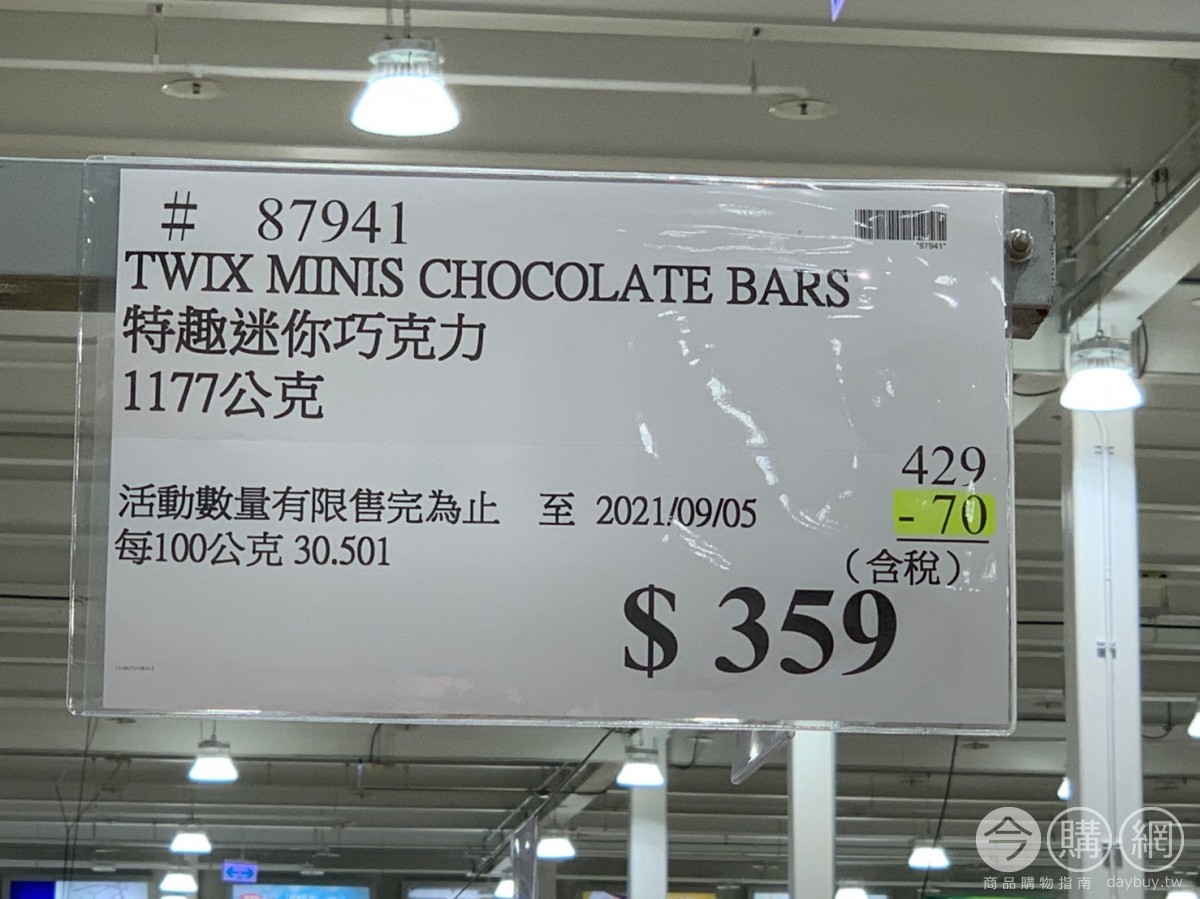 # 87941
*87941*
TWIX MINIS CHOCOLATE BARS
特趣迷你巧克力
1177公克
429
活動數量有限售完為止 至 2021/09/05 - 70
每100公克 30.501
(含稅)
$ 359
今購網
商品購物指南 daybuy.tw